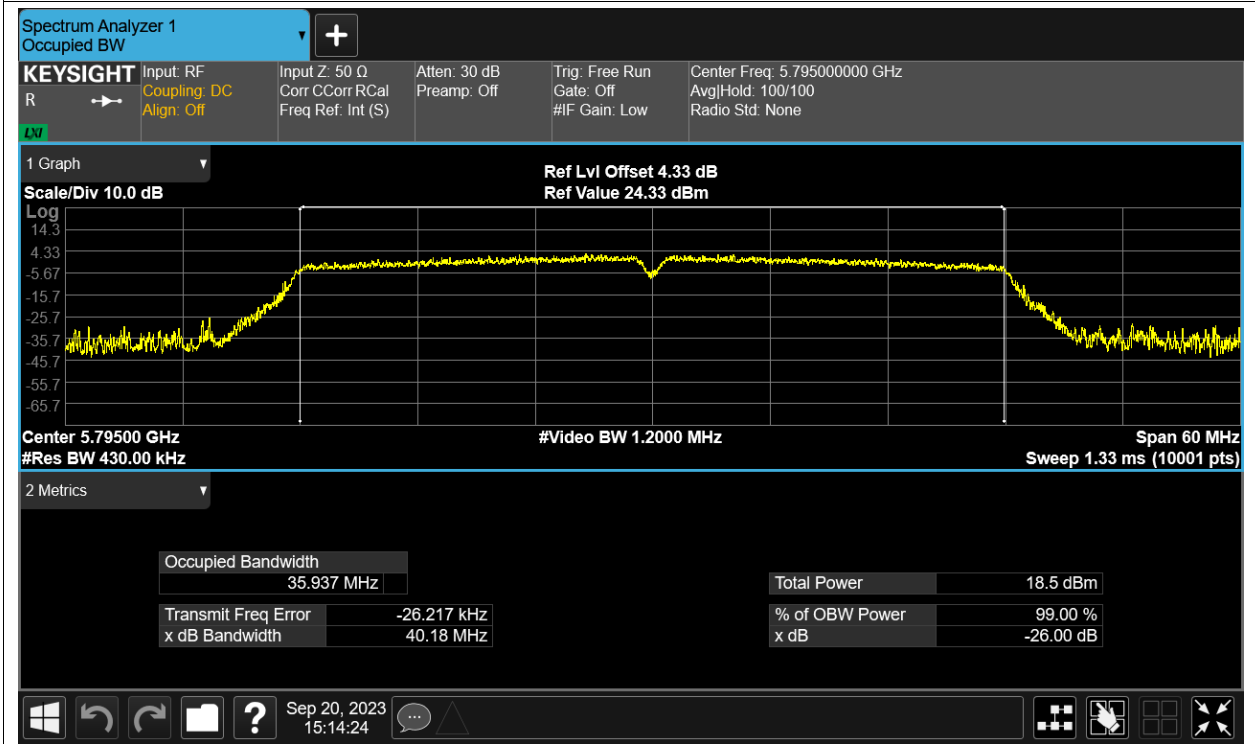 Spectrum Analyzer 1
Occupied BW
KEYSIGHT
R
LXI
Input: RF
Coupling: DC
Align: Off
Input Z: 50 Ω
Corr CCorr RCal
Freq Ref: Int (S)
Atten: 30 dB
Preamp: Off
Trig: Free Run
Gate: Off
#IF Gain: Low
Center Freq: 5.795000000 GHz
Avg|Hold: 100/100
Radio Std: None
1 Graph
Scale/Div 10.0 dB
Ref Lvl Offset 4.33 dB
Ref Value 24.33 dBm
Log
14.3
4.33
-5.67
-15.7
-25.7
-35.7
-45.7
-55.7
-65.7
Center 5.79500 GHz
#Res BW 430.00 kHz
#Video BW 1.2000 MHz
Span 60 MHz
Sweep 1.33 ms (10001 pts)
2 Metrics
Occupied Bandwidth
35.937 MHz
Transmit Freq Error -26.217 kHz
x dB Bandwidth 40.18 MHz
Total Power 18.5 dBm
% of OBW Power 99.00 %
x dB -26.00 dB
?
Sep 20, 2023
15:14:24